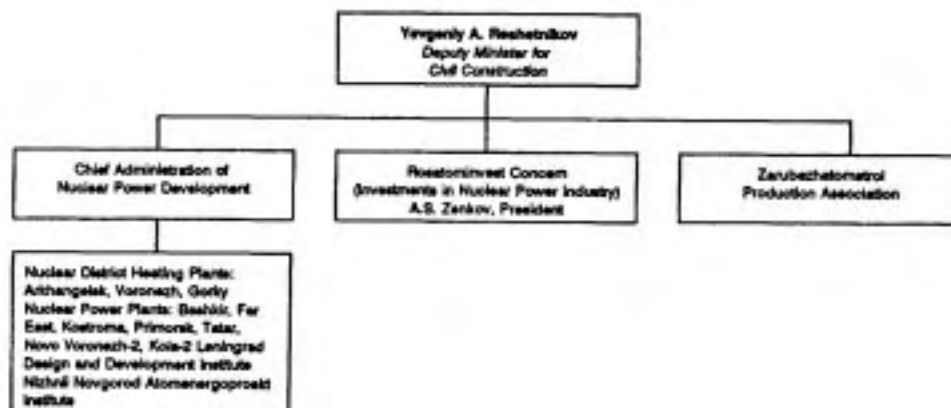 Yevgeniy A. Reshetnikov
Deputy Minister for
Civil Construction
Chief Administration of
Nuclear Power Development
Rosatominvest Concern
(Investments in Nuclear Power Industry)
A.S. Zenkov, President
Zarubezhatomstroi
Production Association
Nuclear District Heating Plants:
Arkhangelsk, Voronezh, Gorky
Nuclear Power Plants: Bashkir, Far
East, Kostroma, Primorsk, Tatar,
Novo Voronezh-2, Kola-2 Leningrad
Design and Development Institute
Nizhnii Novgorod Atomenergoproekt
Institute